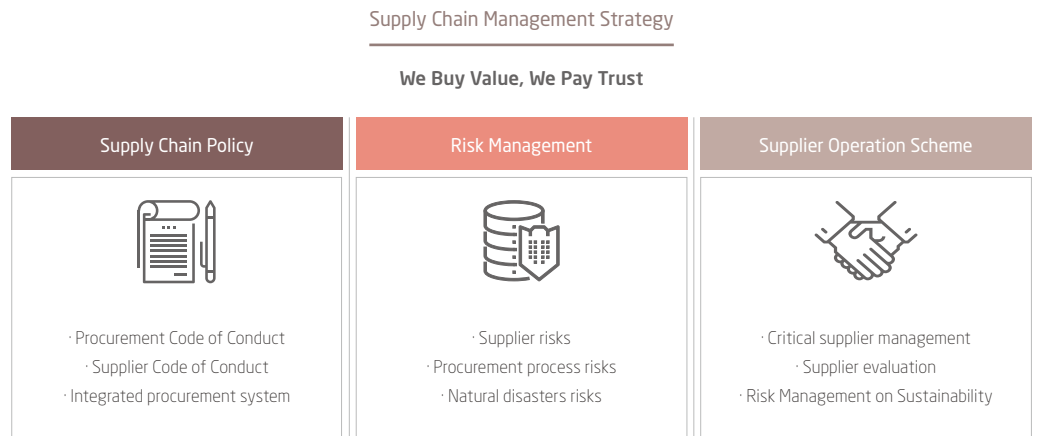 Supply Chain Management Strategy
We Buy Value, We Pay Trust
Supply Chain Policy
· Procurement Code of Conduct
· Supplier Code of Conduct
· Integrated procurement system
Risk Management
· Supplier risks
· Procurement process risks
· Natural disasters risks
Supplier Operation Scheme
· Critical supplier management
· Supplier evaluation
· Risk Management on Sustainability